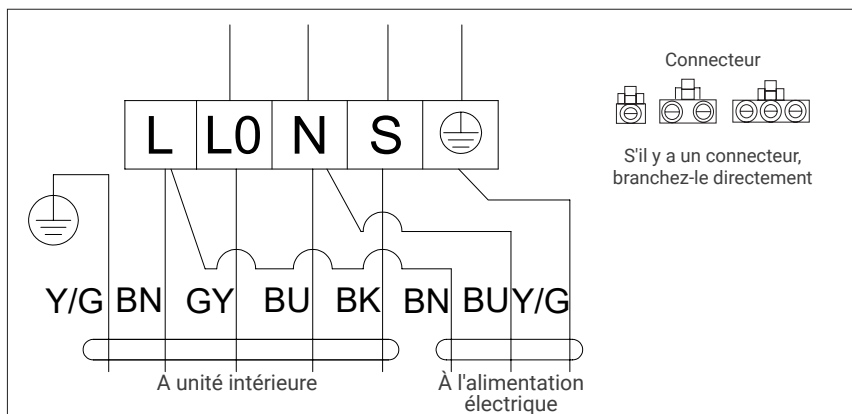 Connecteur
L L0 N S
S'il y a un connecteur,
branchez-le directement
Y/G BN GY BU BK BN BU Y/G
A unité intérieure
À l'alimentation
électrique